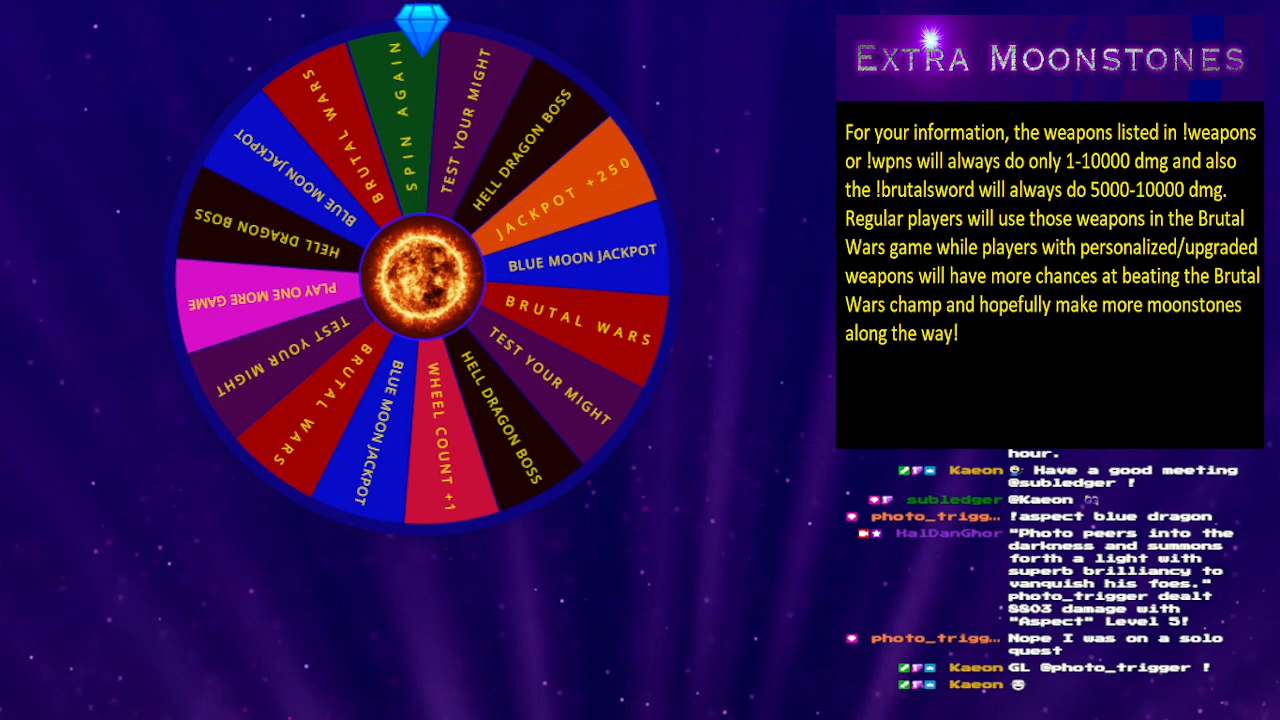 SPIN AGAIN
TEST YOUR MIGHT
HELL DRAGON BOSS
JACKPOT +250
BLUE MOON JACKPOT
BRUTAL WARS
TEST YOUR MIGHT
HELL DRAGON BOSS
WHEEL COUNT +1
BLUE MOON JACKPOT
BRUTAL WARS
TEST YOUR MIGHT
PLAY ONE MORE GAME
HELL DRAGON BOSS
BLUE MOON JACKPOT
BRUTAL WARS
Extra Moonstones
For your information, the weapons listed in !weapons
or !wpns will always do only 1-10000 dmg and also
the !brutalsword will always do 5000-10000 dmg.
Regular players will use those weapons in the Brutal
Wars game while players with personalized/upgraded
weapons will have more chances at beating the Brutal
Wars champ and hopefully make more moonstones
along the way!
hour.
Kaeon Have a good meeting
@subledger !
subledger @Kaeon
photo_trigg... !aspect blue dragon
HalDanGhor "Photo peers into the
darkness and summons
forth a light with
superb brilliancy to
vanquish his foes."
photo_trigger dealt
8803 damage with
"Aspect" Level 5!
photo_trigg... Nope I was on a solo
quest
Kaeon GL @photo_trigger !
Kaeon